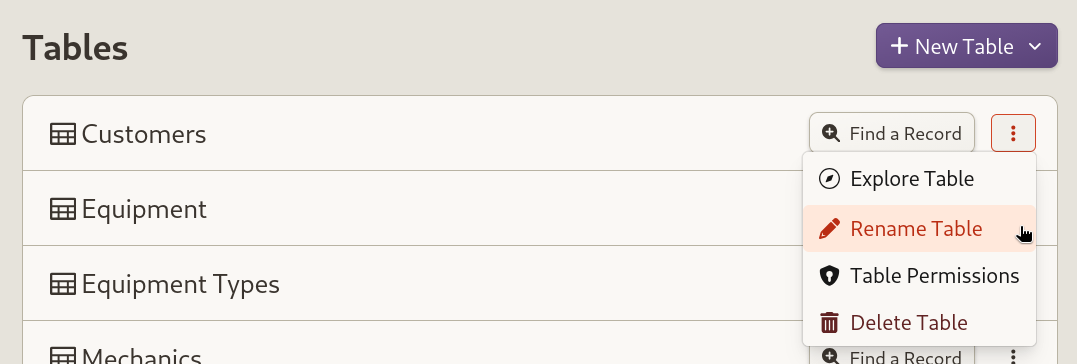 Tables
New Table
Customers
Find a Record
Explore Table
Equipment
Rename Table
Equipment Types
Table Permissions
Delete Table
Mechanics
Find a Record